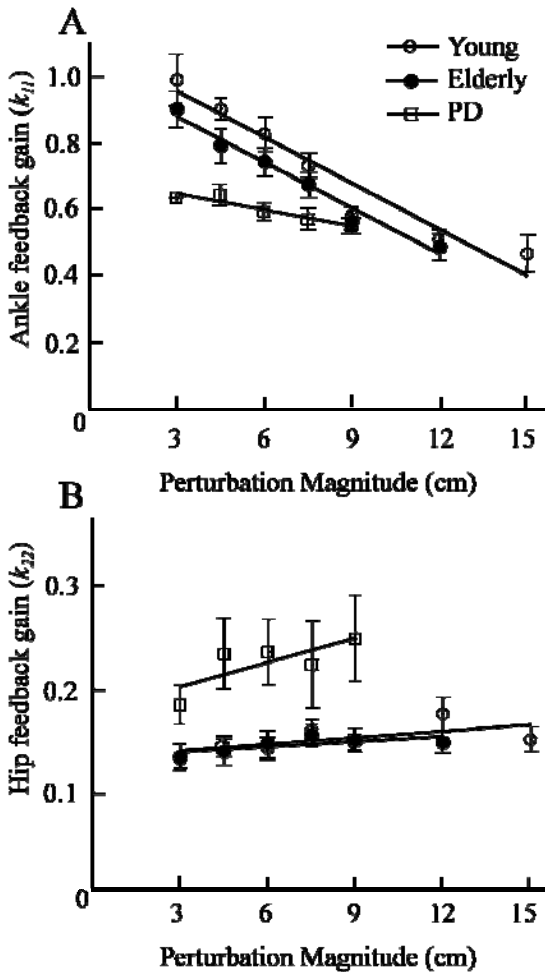 A
Young
Elderly
PD
Ankle feedback gain (k11)
1.0
0.8
0.6
0.4
0.2
0
3 6 9 12 15
Perturbation Magnitude (cm)
B
Hip feedback gain (k22)
0.3
0.2
0.1
0
3 6 9 12 15
Perturbation Magnitude (cm)